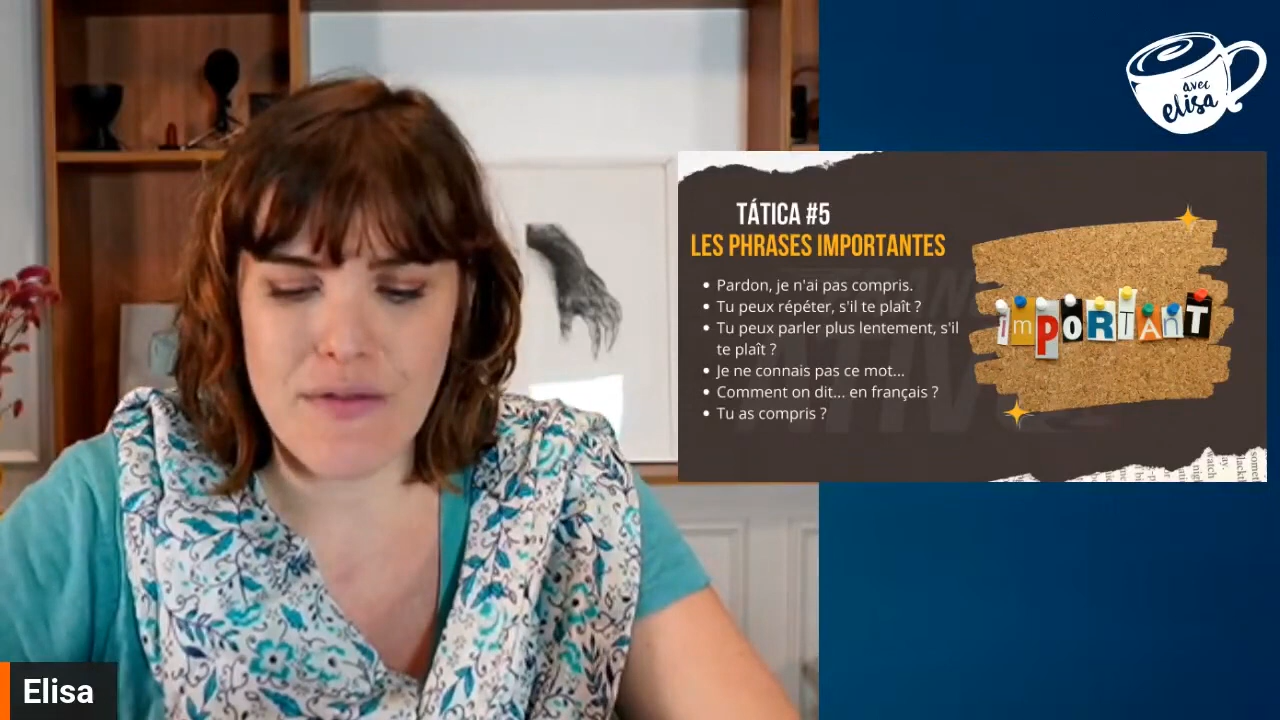 avec
elisa
TÁTICA #5
LES PHRASES IMPORTANTES
Pardon, je n'ai pas compris.
Tu peux répéter, s'il te plaît ?
Tu peux parler plus lentement, s'il
te plaît ?
Je ne connais pas ce mot...
Comment on dit... en français ?
Tu as compris ?
imPORTAnT
Elisa